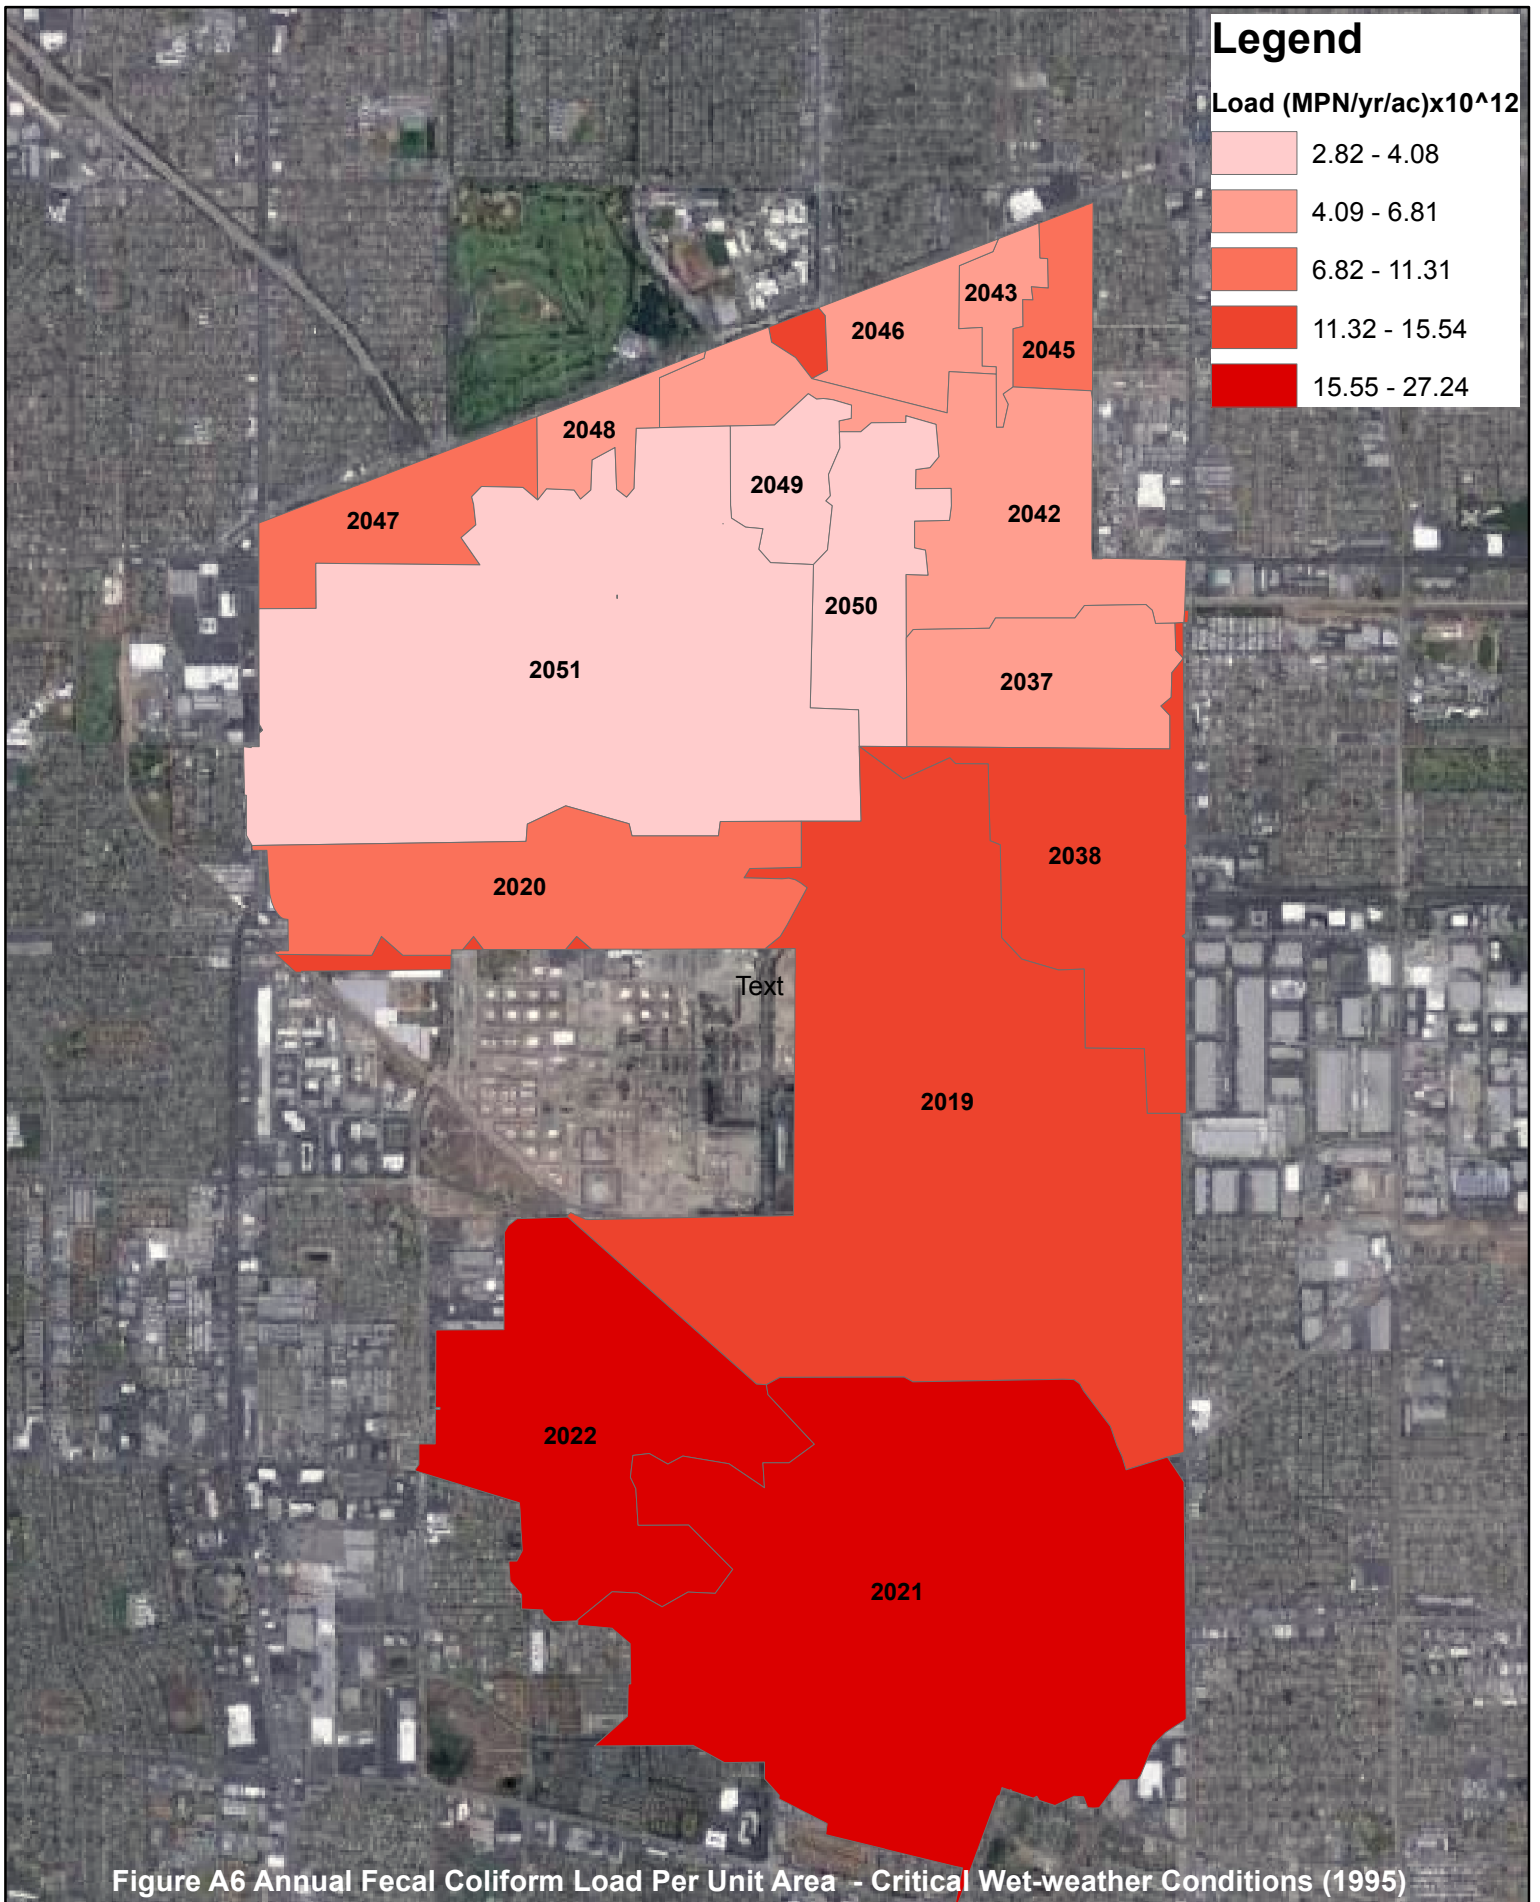 Legend
Load (MPN/yr/ac)x10^12
2.82 - 4.08
4.09 - 6.81
6.82 - 11.31
11.32 - 15.54
15.55 - 27.24
2043
2046
2045
2048
2049
2047
2042
2050
2051
2037
2038
2020
Text
2019
2022
2021
Figure A6 Annual Fecal Coliform Load Per Unit Area - Critical Wet-weather Conditions (1995)